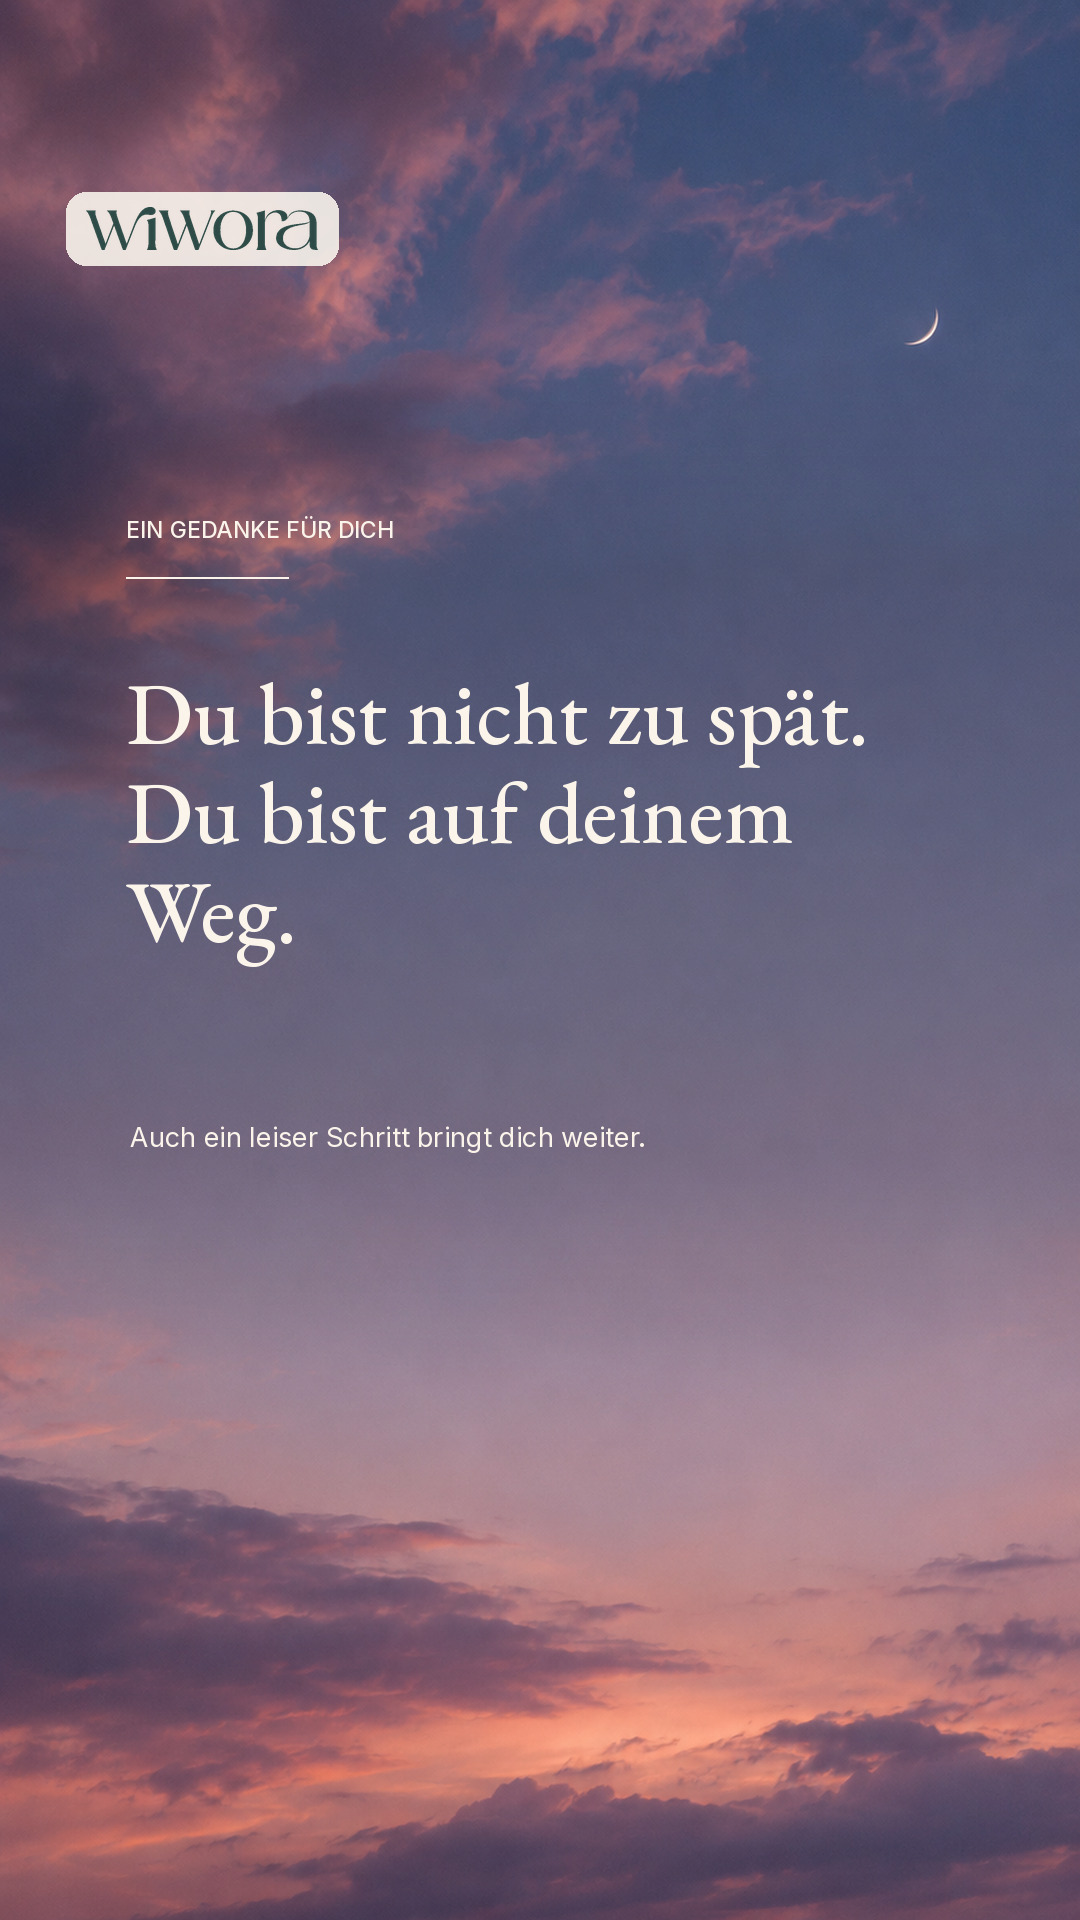 wiwora
EIN GEDANKE FÜR DICH
Du bist nicht zu spät.
Du bist auf deinem
Weg.
Auch ein leiser Schritt bringt dich weiter.